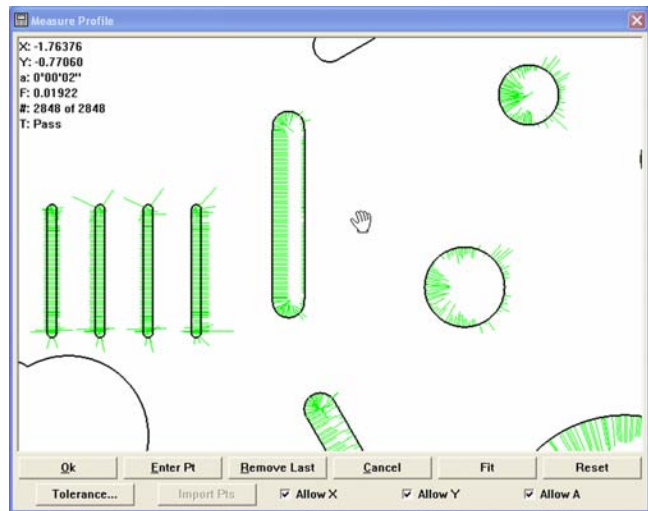 Measure Profile
X: -1.76376
Y: -0.77060
a: 0°00'02"
F: 0.01922
#: 2848 of 2848
T: Pass
Ok Enter Pt Remove Last Cancel Fit Reset
Tolerance... Import Pts Allow X Allow Y Allow A